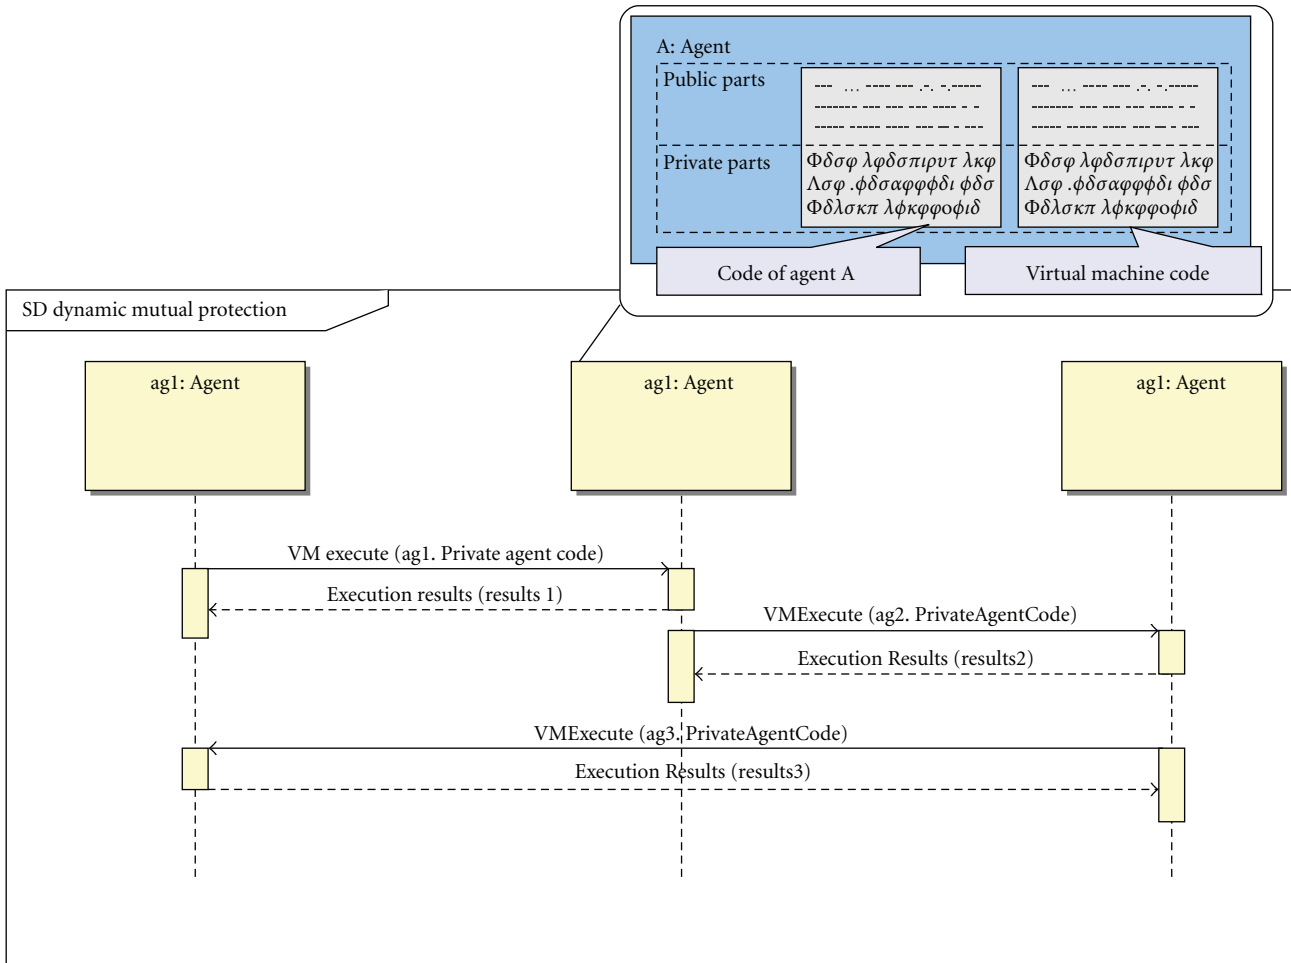 A: Agent
Public parts
--- ... ---- --- .-. -.-----
--- ... ---- --- .-. -.-----
------- --- --- --- ---- - -
------- --- --- --- ---- - -
----- ----- ---- --- --- - ---
----- ----- ---- --- --- - ---
Private parts
Φδσφ λφδσπιρυτ λκφ
Φδσφ λφδσπιρυτ λκφ
Λσφ .ϕδσαφφϕδι ϕδσ
Λσφ .ϕδσαφφϕδι ϕδσ
Φδλσκπ λϕκφφοϕιδ
Φδλσκπ λϕκφφοϕιδ
Code of agent A
Virtual machine code
SD dynamic mutual protection
ag1: Agent
ag1: Agent
ag1: Agent
VM execute (ag1. Private agent code)
Execution results (results 1)
VMExecute (ag2. PrivateAgentCode)
Execution Results (results2)
VMExecute (ag3. PrivateAgentCode)
Execution Results (results3)